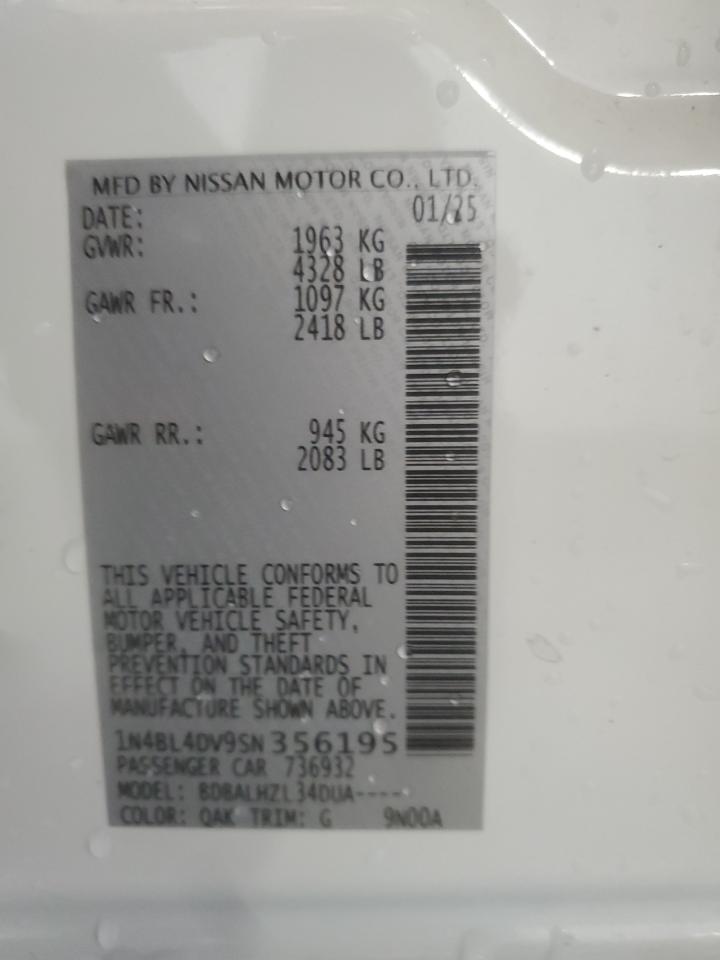 MFD BY NISSAN MOTOR CO., LTD.
DATE: 01/25
GVWR: 1963 KG
4328 LB
GAWR FR.: 1097 KG
2418 LB
GAWR RR.: 945 KG
2083 LB
THIS VEHICLE CONFORMS TO
ALL APPLICABLE FEDERAL
MOTOR VEHICLE SAFETY,
BUMPER, AND THEFT
PREVENTION STANDARDS IN
EFFECT ON THE DATE OF
MANUFACTURE SHOWN ABOVE.
1N4BL4DV9SN356195
PASSENGER CAR 736932
MODEL: BDBALHZL34DUA-----
COLOR: QAK TRIM: G 9N00A